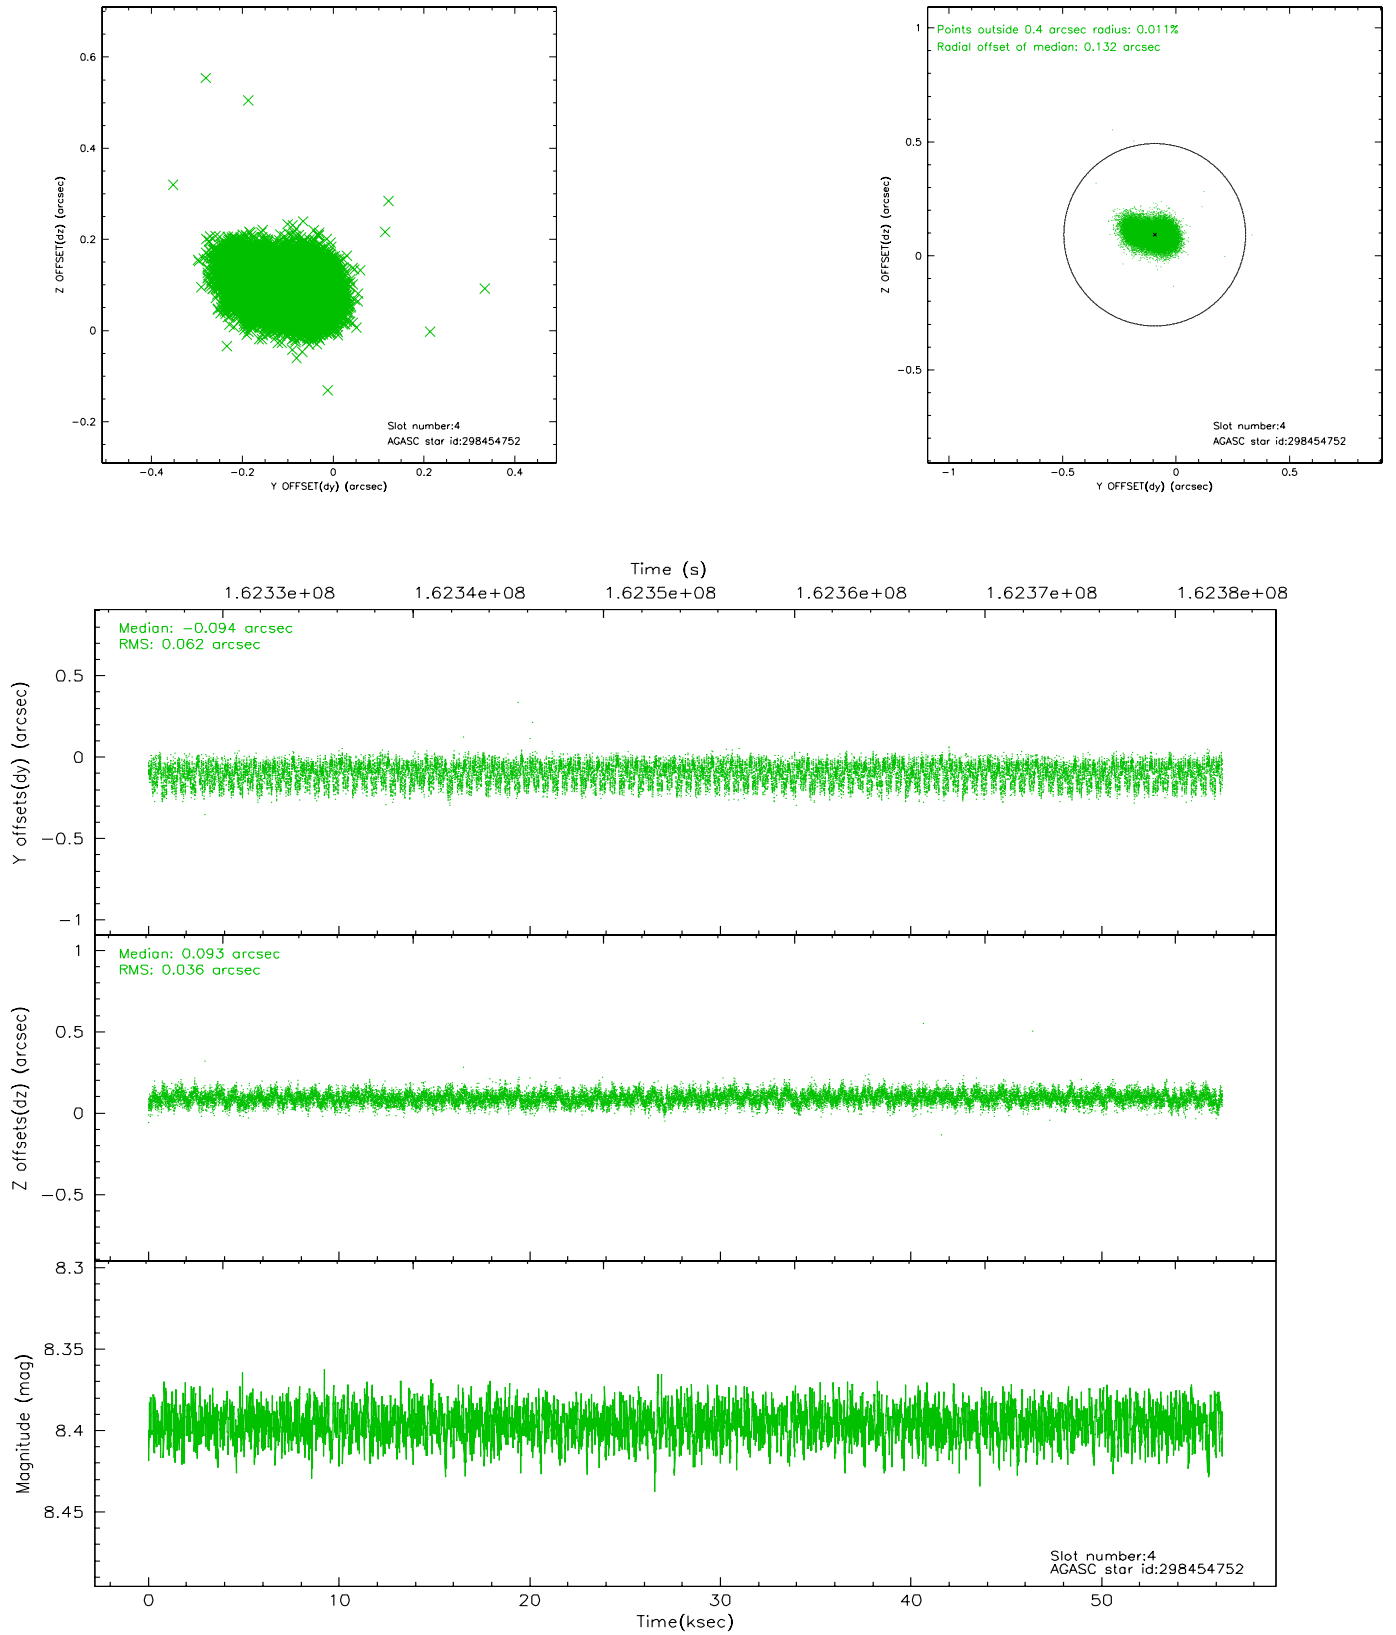 0.6
0.4
0.2
0
−0.2
Z OFFSET(dz) (arcsec)
Slot number:4
AGASC star id:298454752
−0.4 −0.2 0 0.2 0.4
Y OFFSET(dy) (arcsec)
Points outside 0.4 arcsec radius: 0.011%
Radial offset of median: 0.132 arcsec
1
0.5
0
−0.5
Z OFFSET(dz) (arcsec)
Slot number:4
AGASC star id:298454752
−1 −0.5 0 0.5
Y OFFSET(dy) (arcsec)
Time (s)
1.6233e+08 1.6234e+08 1.6235e+08 1.6236e+08 1.6237e+08 1.6238e+08
Median: −0.094 arcsec
RMS: 0.062 arcsec
0.5
0
−0.5
−1
Y offsets(dy) (arcsec)
Median: 0.093 arcsec
RMS: 0.036 arcsec
1
0.5
0
−0.5
Z offsets(dz) (arcsec)
8.3
8.35
8.4
8.45
Magnitude (mag)
Slot number:4
AGASC star id:298454752
0 10 20 30 40 50
Time(ksec)